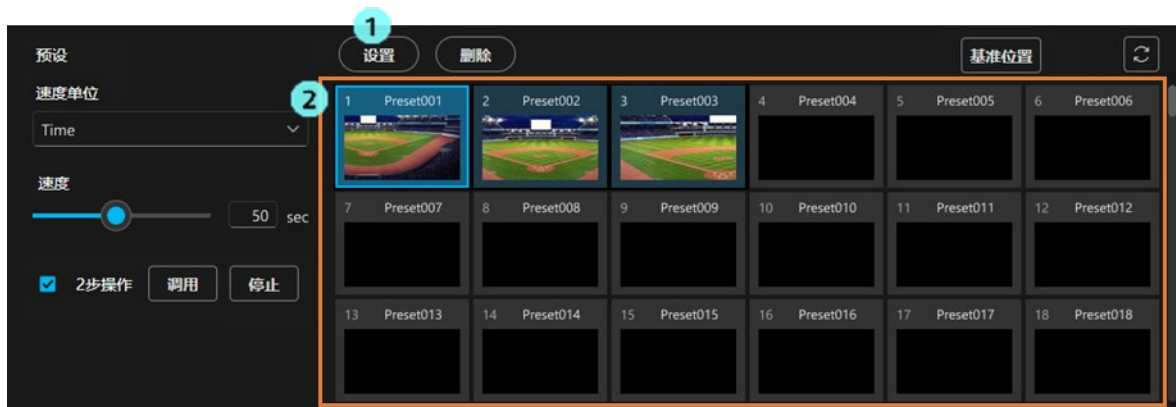 1
预设
设置
删除
基准位置
速度单位
2
Time
速度
50 sec
2步操作
调用
停止
1 Preset001
2 Preset002
3 Preset003
4 Preset004
5 Preset005
6 Preset006
7 Preset007
8 Preset008
9 Preset009
10 Preset010
11 Preset011
12 Preset012
13 Preset013
14 Preset014
15 Preset015
16 Preset016
17 Preset017
18 Preset018